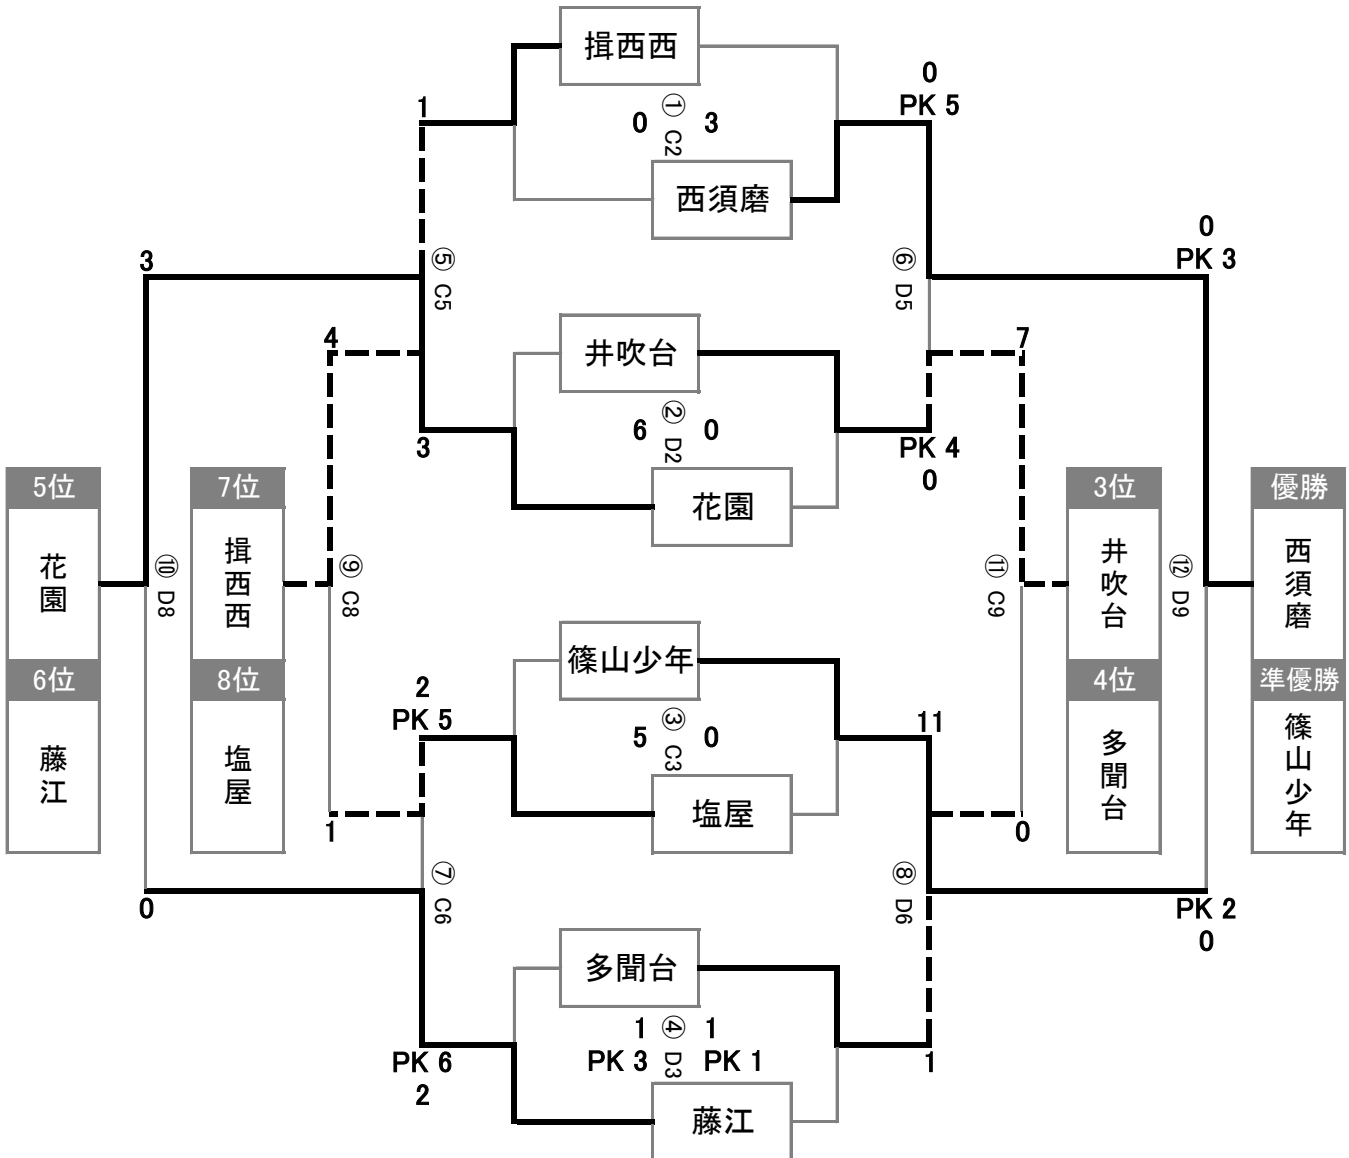 揖西西
0 ① C2 3
西須磨
1
0
PK 5
3
⑤ C5
⑥ D5
0
PK 3
4
井吹台
7
6 ② D2 0
花園
3
PK 4
0
5位
花園
6位
藤江
⑩ D8
7位
揖西西
8位
塩屋
⑨ C8
⑪ C9
3位
井吹台
4位
多聞台
⑫ D9
優勝
西須磨
準優勝
篠山少年
篠山少年
5 ③ C3 0
塩屋
2
PK 5
11
1
0
⑦ C6
⑧ D6
0
PK 2
0
多聞台
1 ④ 1
PK 3 D3 PK 1
藤江
PK 6
2
1